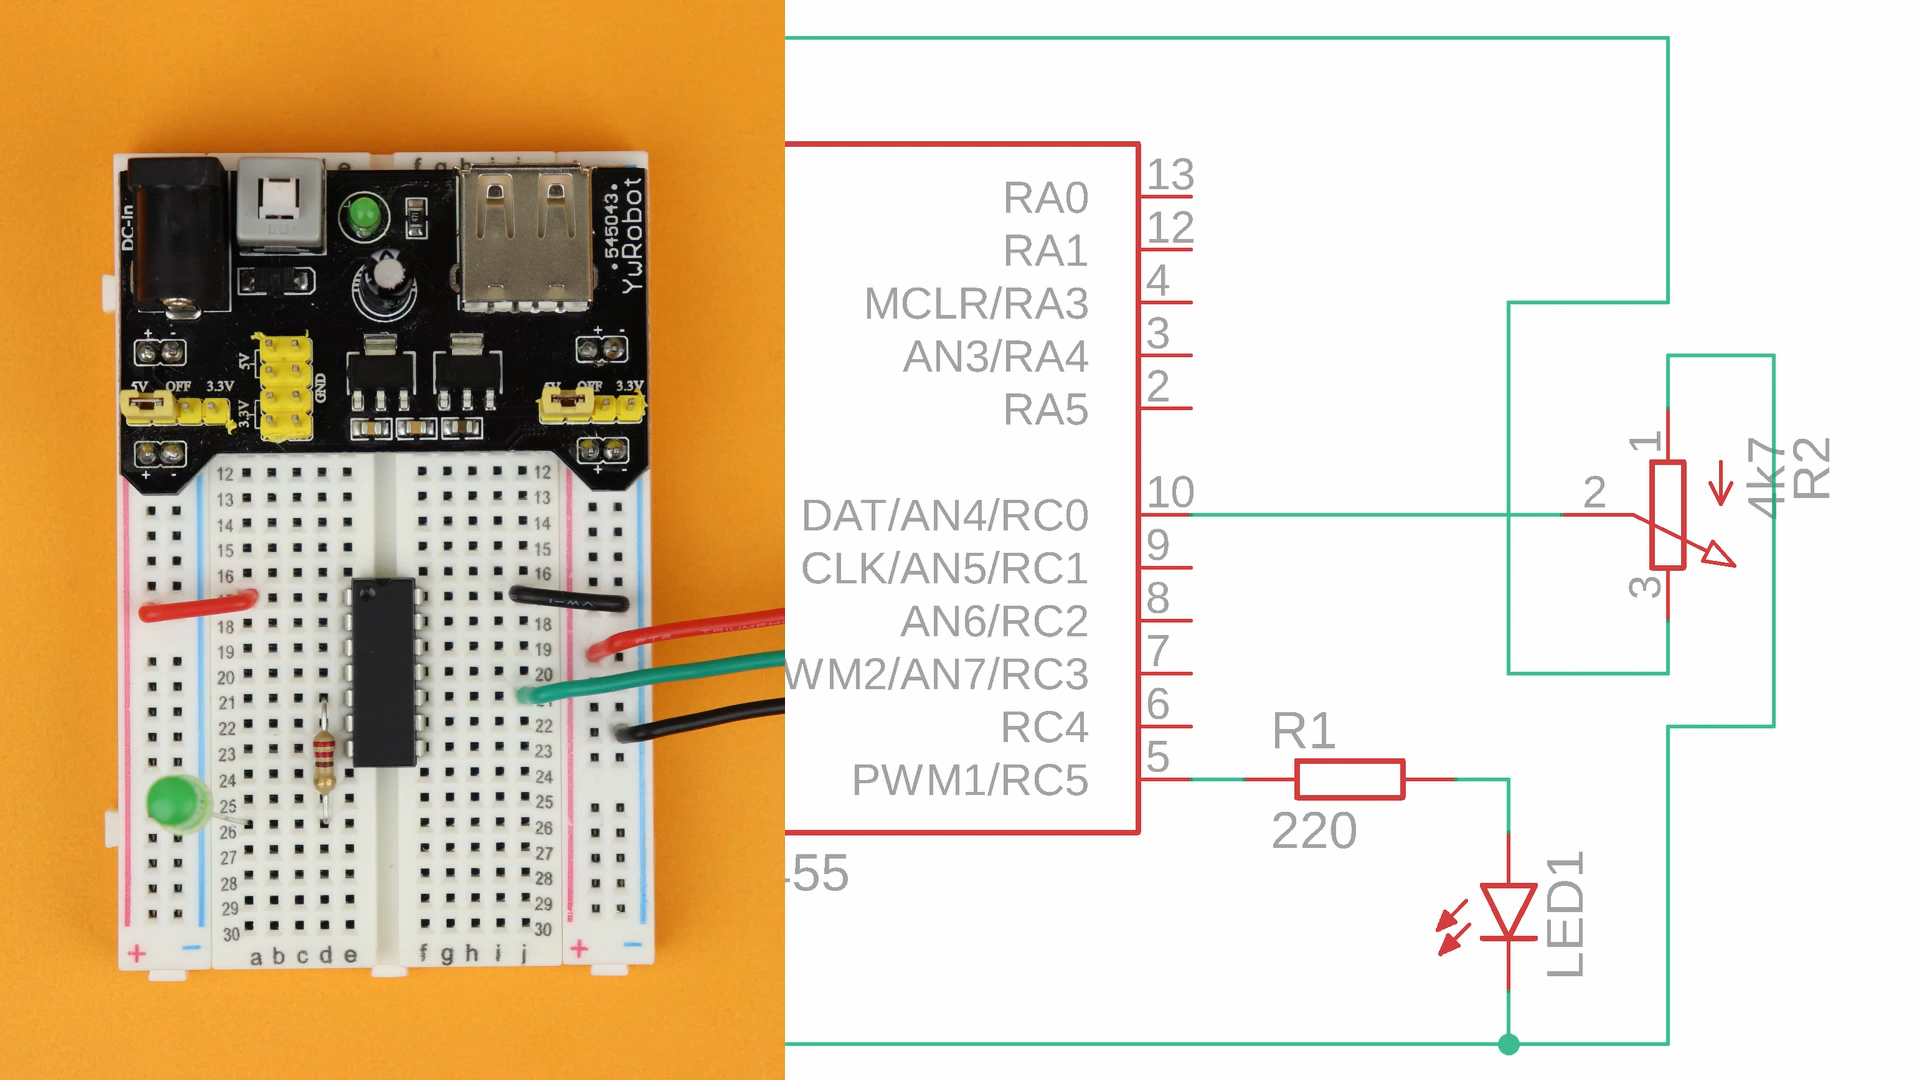 e f g h i j
DC-in
·545043·
YwRobot
+ -
+ -
5V OFF 3.3V
5V
3.3V
GND
5V OFF 3.3V
+ -
+ -
12 12
13 13
14 14
15 15
16 16
18 18
19 19
20 20
21
22 22
23 23
24 24
25 25
26 26
27 27
28 28
29 29
30 30
+ − a b c d e f g h i j + −
RA0 13
RA1 12
MCLR/RA3 4
AN3/RA4 3
RA5 2
DAT/AN4/RC0 10
CLK/AN5/RC1 9
AN6/RC2 8
WM2/AN7/RC3 7
RC4 6
PWM1/RC5 5
-55
R1
220
LED1
1
2
3
4k7
R2